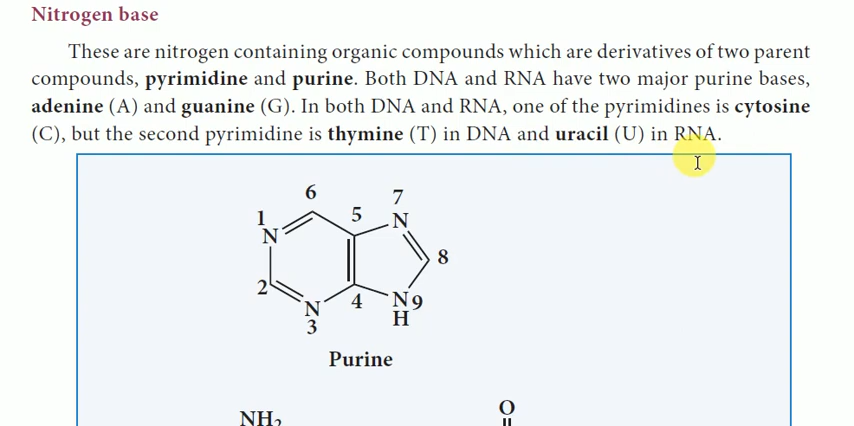 Nitrogen base
These are nitrogen containing organic compounds which are derivatives of two parent
compounds, pyrimidine and purine. Both DNA and RNA have two major purine bases,
adenine (A) and guanine (G). In both DNA and RNA, one of the pyrimidines is cytosine
(C), but the second pyrimidine is thymine (T) in DNA and uracil (U) in RNA.
6
7
1
5
N
N
8
2
4
N
N 9
3
H
Purine
NH₂
O